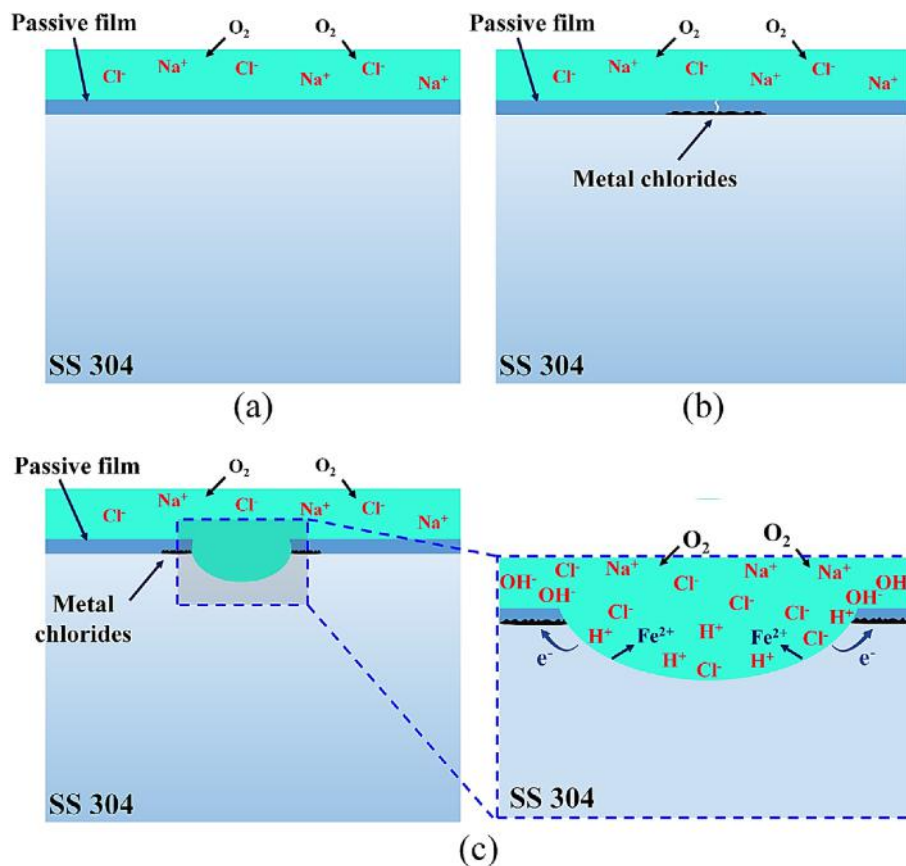 Passive film
O₂
O₂
Cl⁻
Na⁺
Cl⁻
Na⁺
Cl⁻
Na⁺
SS 304
(a)
Passive film
O₂
O₂
Cl⁻
Na⁺
Cl⁻
Na⁺
Cl⁻
Na⁺
Metal chlorides
SS 304
(b)
Passive film
O₂
O₂
Cl⁻
Na⁺
Cl⁻
Na⁺
Cl⁻
Na⁺
Metal
chlorides
SS 304
O₂
O₂
OH⁻
Cl⁻
Na⁺
Cl⁻
Na⁺
Na⁺
OH⁻
OH⁻
OH⁻
Cl⁻
Cl⁻
Cl⁻
H⁺
H⁺
Fe²⁺
H⁺
Fe²⁺
Cl⁻
e⁻
H⁺
Cl⁻
H⁺
e⁻
SS 304
(c)